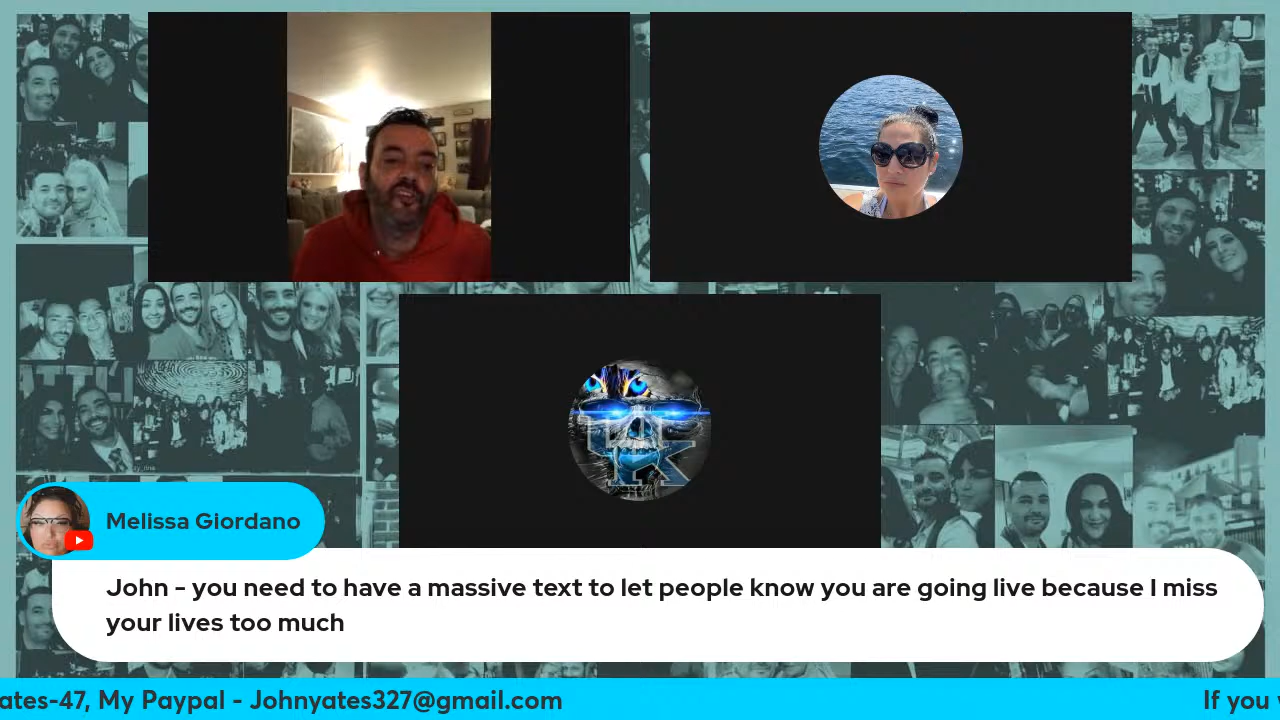 Melissa Giordano
John - you need to have a massive text to let people know you are going live because I miss
your lives too much
ates-47, My Paypal - Johnyates327@gmail.com
If you